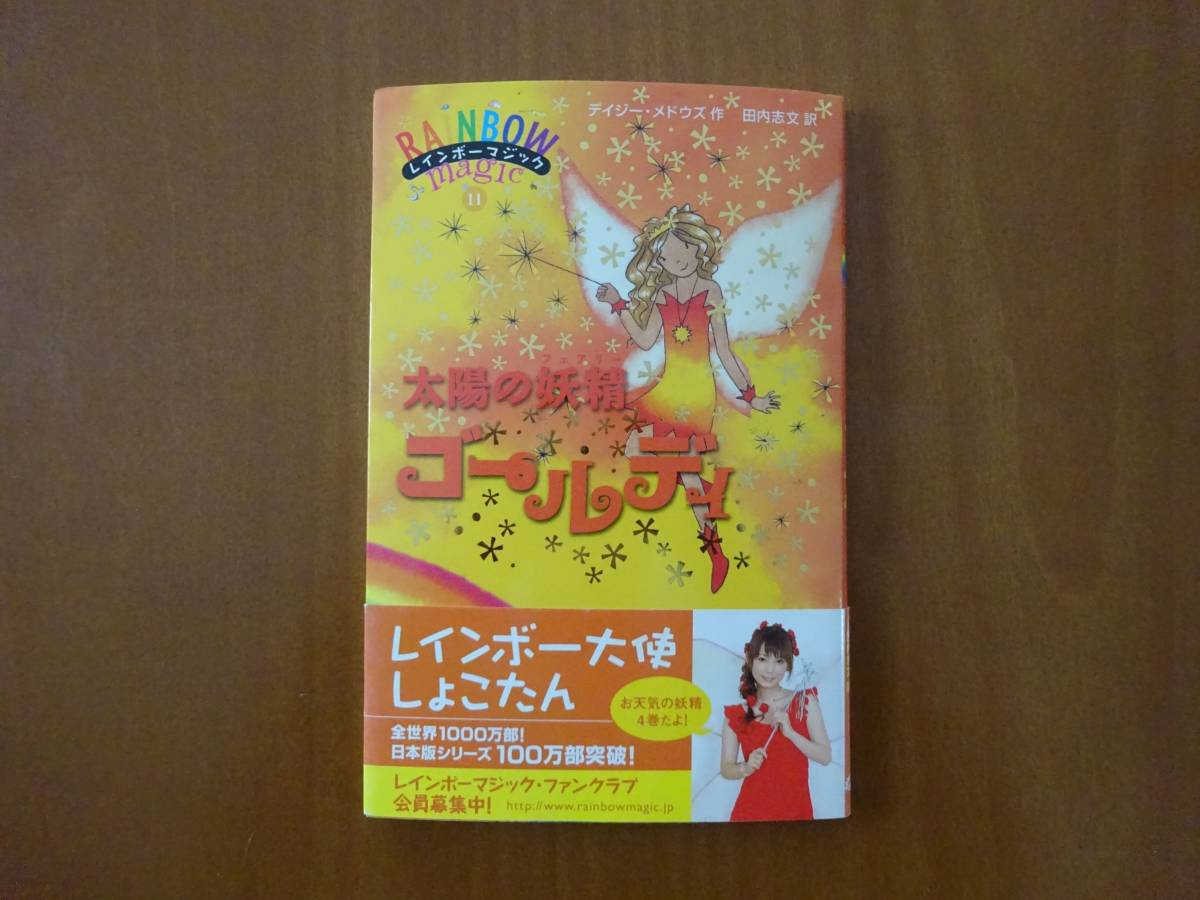 デイジー・メドウズ 作　田内志文 訳
RAINBOW
レインボーマジック
magic
11
フェアリー
太陽の妖精
ゴールディ
レインボー大使
しょこたん
お天気の妖精
4巻だよ!
全世界1000万部!
日本版シリーズ 100万部突破!
レインボーマジック・ファンクラブ
会員募集中! http://www.rainbowmagic.jp